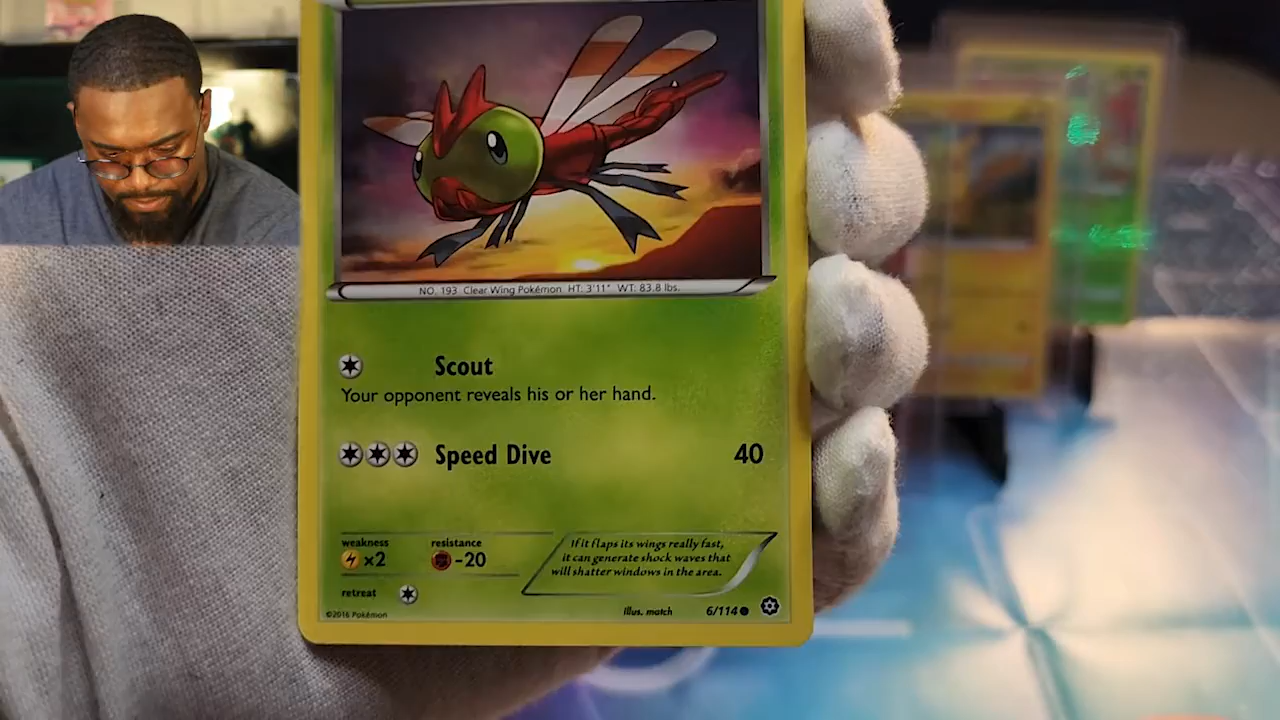 NO. 193 Clear Wing Pokémon HT: 3'11" WT: 83.8 lbs.
Scout
Your opponent reveals his or her hand.
Speed Dive 40
weakness
×2
resistance
-20
If it flaps its wings really fast,
it can generate shock waves that
will shatter windows in the area.
retreat
©2016 Pokémon
Illus. match
6/114